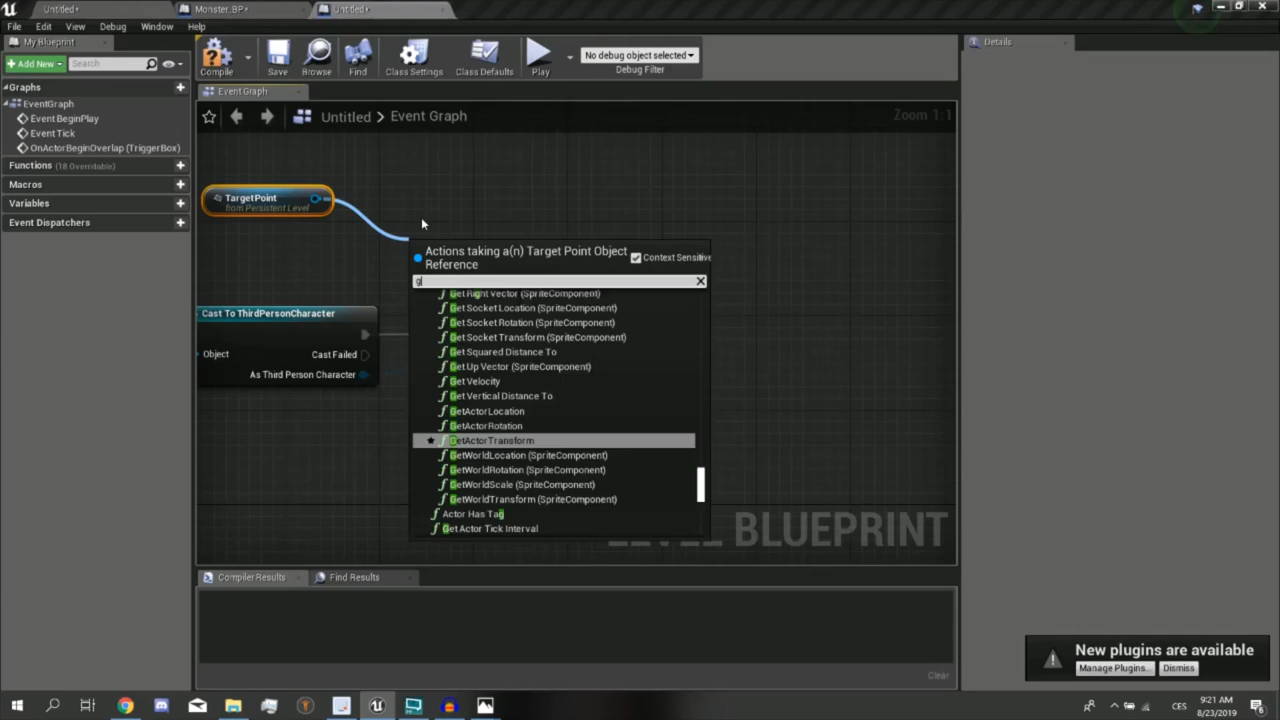 Untitled*
Monster_BP*
Untitled*
File Edit View Debug Window Help
My Blueprint
Details
+ Add New
Search
Compile
Save
Browse
Find
Class Settings
Class Defaults
Play
No debug object selected
Debug Filter
Graphs
EventGraph
Event BeginPlay
Event Tick
OnActorBeginOverlap (TriggerBox)
Functions (18 Overridable)
Macros
Variables
Event Dispatchers
Event Graph
Untitled > Event Graph
Zoom 1:1
TargetPoint
from Persistent Level
Cast To ThirdPersonCharacter
Object
Cast Failed
As Third Person Character
Actions taking a(n) Target Point Object
Reference
Context Sensitive
g
Get Right Vector (SpriteComponent)
Get Socket Location (SpriteComponent)
Get Socket Rotation (SpriteComponent)
Get Socket Transform (SpriteComponent)
Get Squared Distance To
Get Up Vector (SpriteComponent)
Get Velocity
Get Vertical Distance To
GetActorLocation
GetActorRotation
GetActorTransform
GetWorldLocation (SpriteComponent)
GetWorldRotation (SpriteComponent)
GetWorldScale (SpriteComponent)
GetWorldTransform (SpriteComponent)
Actor Has Tag
Get Actor Tick Interval
LEVEL BLUEPRINT
Compiler Results
Find Results
Clear
New plugins are available
Manage Plugins...
Dismiss
CES
9:21 AM
8/23/2019
6